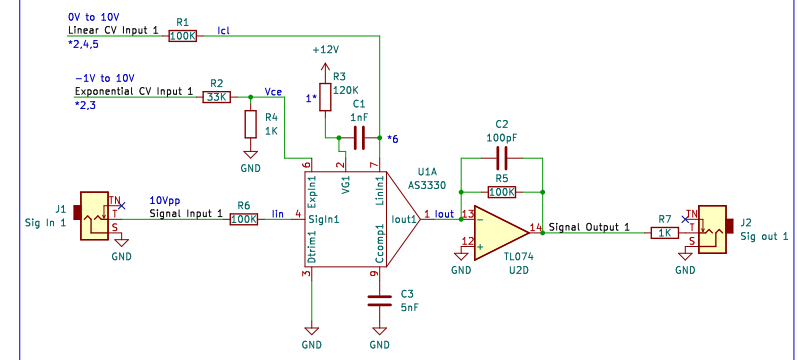 0V to 10V
Linear CV Input 1
*2,4,5
R1
100K
Icl
+12V
-1V to 10V
Exponential CV Input 1
*2,3
R2
33K
Vce
R4
1K
GND
R3
120K
1*
C1
1nF
*6
6
2
7
U1A
AS3330
ExpIn1
VG1
LinIn1
SigIn1
Iout1
Dtrim1
Ccomp1
J1
Sig In 1
TN
T
S
GND
10Vpp
Signal Input 1
R6
100K
Iin
4
3
9
GND
C3
5nF
GND
1
Iout
C2
100pF
R5
100K
13
-
12
+
14
GND
TL074
U2D
Signal Output 1
R7
1K
TN
T
S
GND
J2
Sig out 1